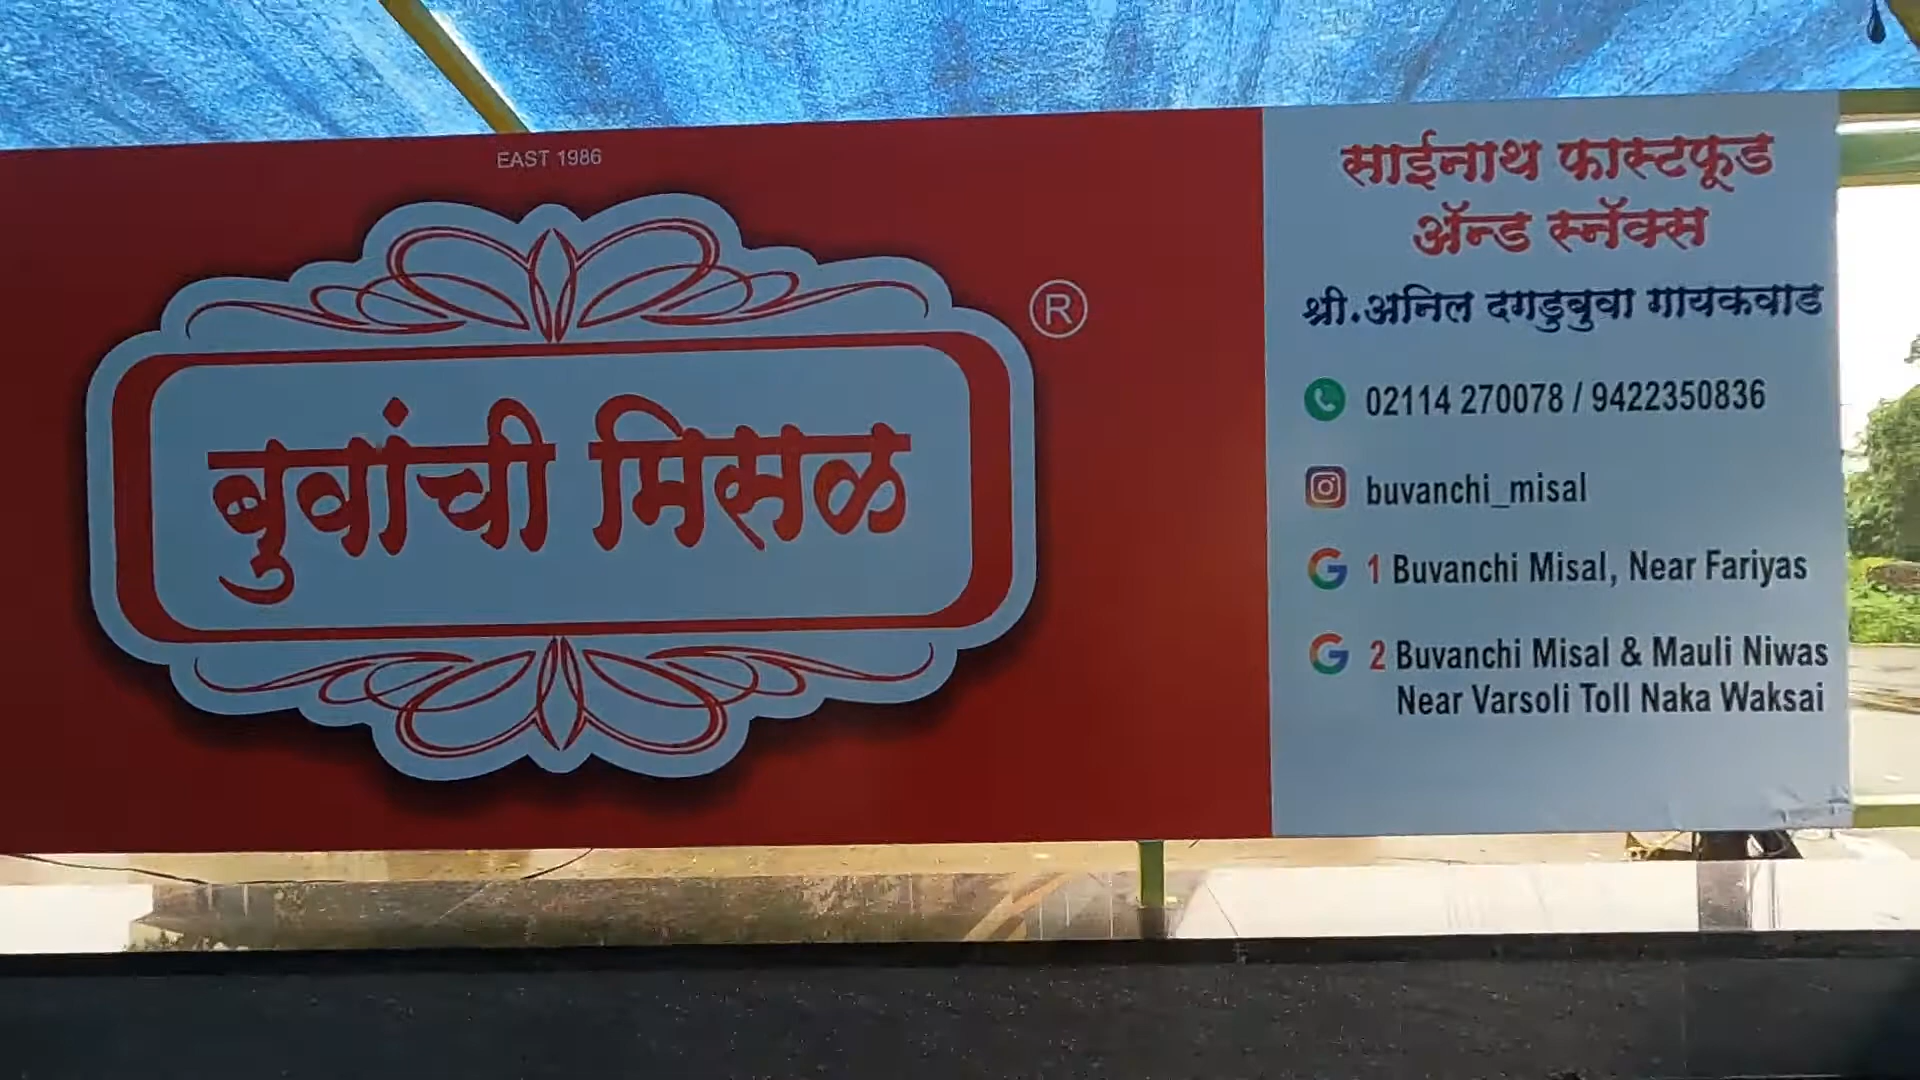 EAST 1986
बुवांची मिसळ
®
साईनाथ फास्टफूड
ॲन्ड स्नॅक्स
श्री.अनिल दगडुबुवा गायकवाड
02114 270078 / 9422350836
buvanchi_misal
G 1 Buvanchi Misal, Near Fariyas
G 2 Buvanchi Misal & Mauli Niwas
Near Varsoli Toll Naka Waksai